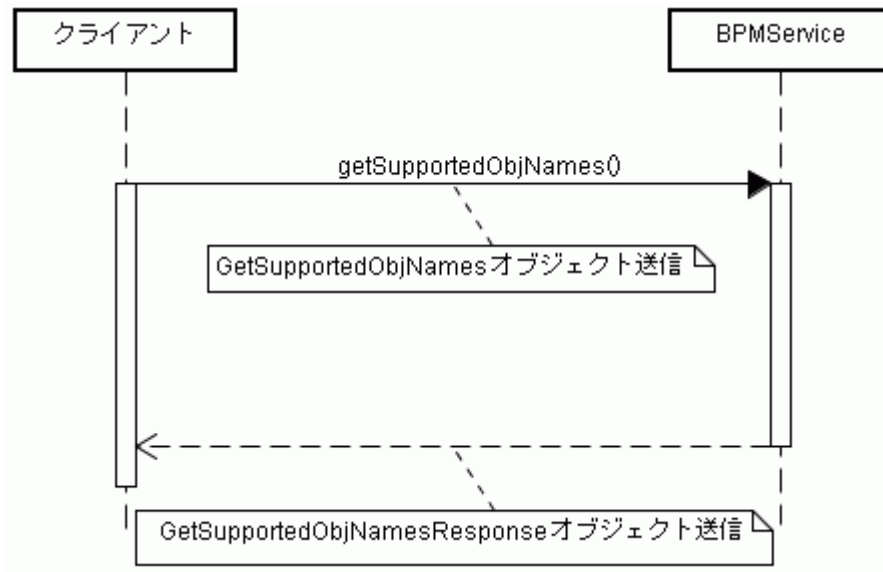 クライアント
BPMService
getSupportedObjNames()
GetSupportedObjNamesオブジェクト送信
GetSupportedObjNamesResponseオブジェクト送信